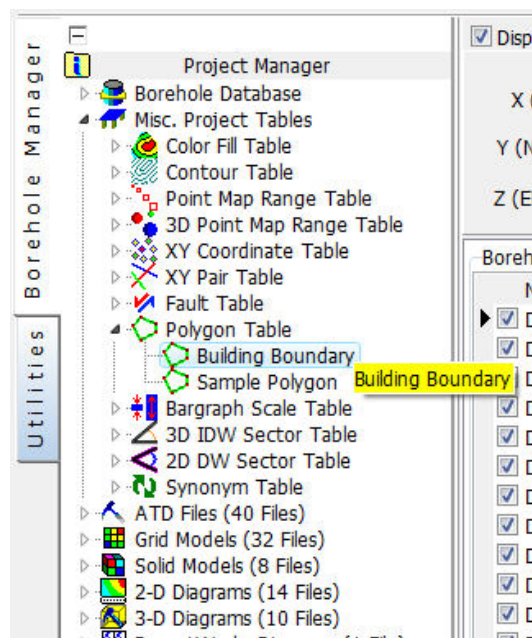 Borehole Manager
Utilities
Project Manager
Borehole Database
Misc. Project Tables
Color Fill Table
Contour Table
Point Map Range Table
3D Point Map Range Table
XY Coordinate Table
XY Pair Table
Fault Table
Polygon Table
Building Boundary
Sample Polygon
Building Boundary
Bargraph Scale Table
3D IDW Sector Table
2D DW Sector Table
Synonym Table
ATD Files (40 Files)
Grid Models (32 Files)
Solid Models (8 Files)
2-D Diagrams (14 Files)
3-D Diagrams (10 Files)
Disp
X (
Y (N
Z (E
Boreh